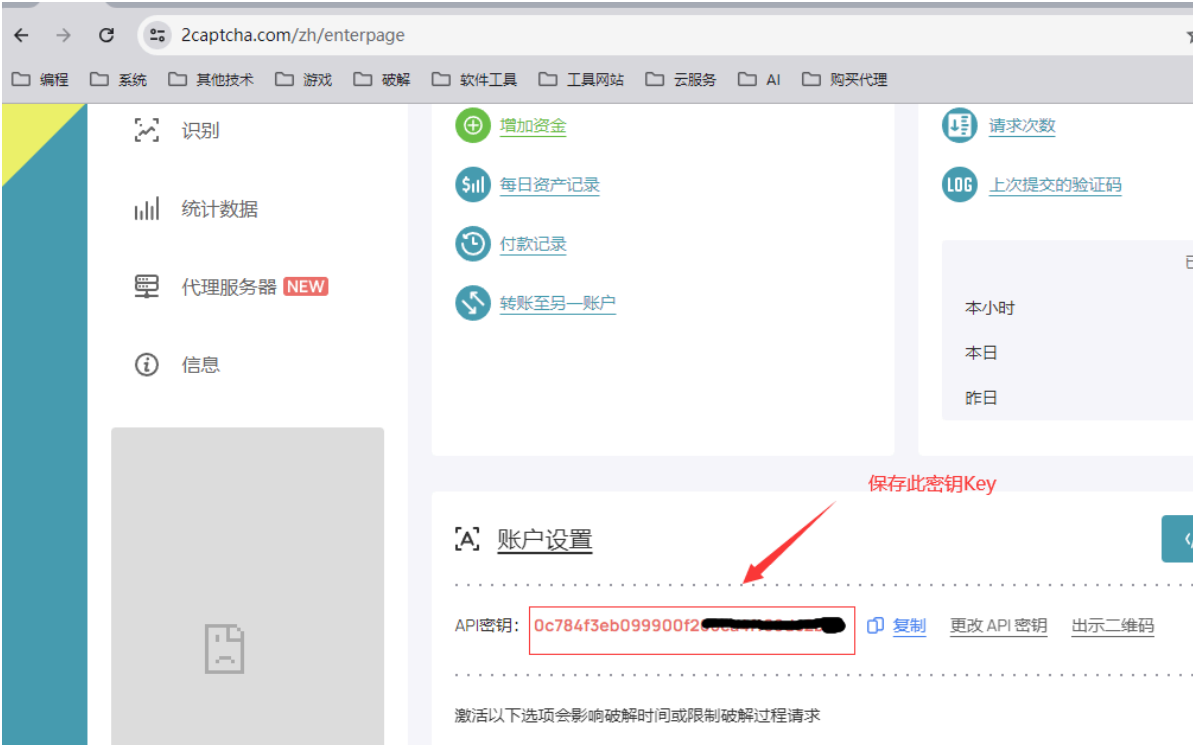 2captcha.com/zh/enterpage
编程 系统 其他技术 游戏 破解 软件工具 工具网站 云服务 AI 购买代理
识别
统计数据
代理服务器 NEW
信息
增加资金
$
每日资产记录
付款记录
转账至另一账户
请求次数
LOG 上次提交的验证码
本小时
本日
昨日
保存此密钥Key
[A] 账户设置
API密钥: 0c784f3eb099900f2 复制 更改 API 密钥 出示二维码
激活以下选项会影响破解时间或限制破解过程请求